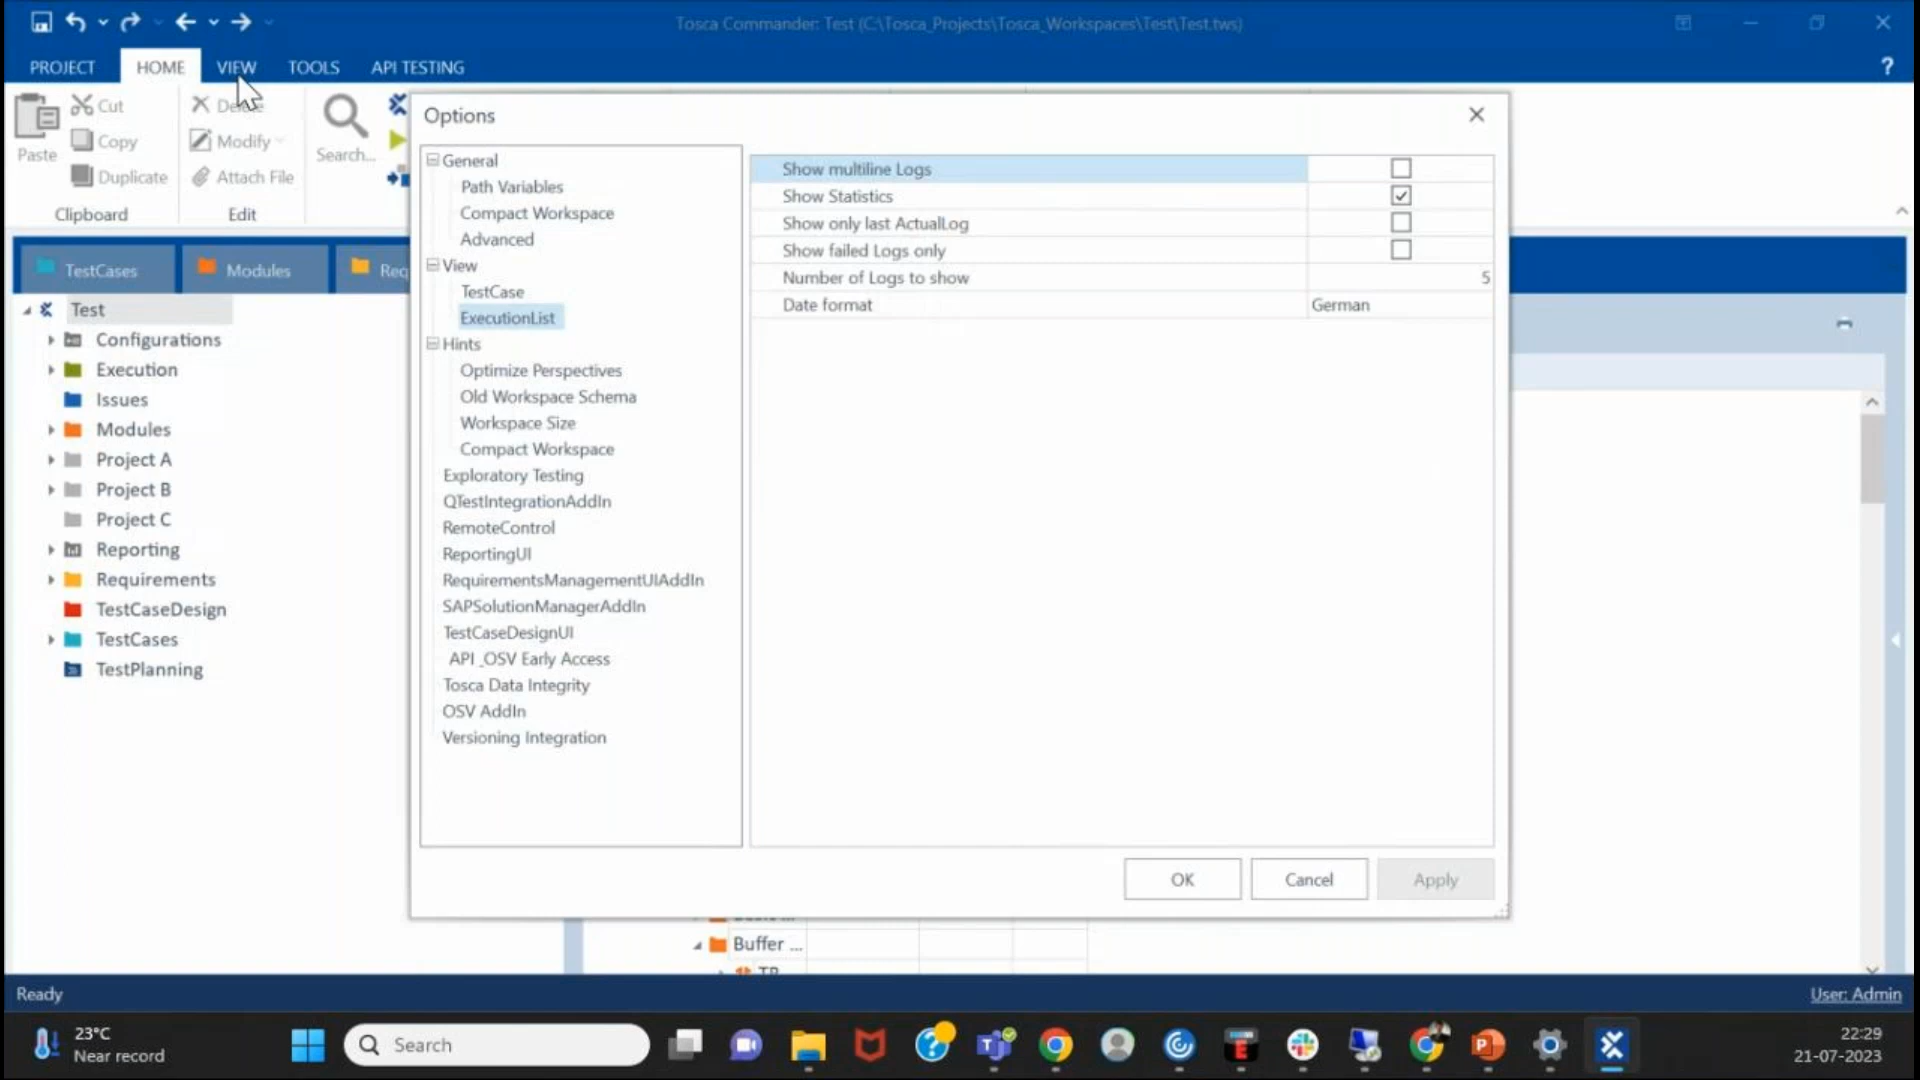 Tosca Commander: Test (C:\Tosca_Projects\Tosca_Workspaces\Test\Test.tws)
PROJECT HOME VIEW TOOLS API TESTING ?
Paste
Cut
Copy
Duplicate
Clipboard
Delete
Modify
Attach File
Edit
Search...
TestCases
Modules
Req
Test
Configurations
Execution
Issues
Modules
Project A
Project B
Project C
Reporting
Requirements
TestCaseDesign
TestCases
TestPlanning
Options
General
Path Variables
Compact Workspace
Advanced
View
TestCase
ExecutionList
Hints
Optimize Perspectives
Old Workspace Schema
Workspace Size
Compact Workspace
Exploratory Testing
QTestIntegrationAddIn
RemoteControl
ReportingUI
RequirementsManagementUIAddIn
SAPSolutionManagerAddIn
TestCaseDesignUI
API_OSV Early Access
Tosca Data Integrity
OSV AddIn
Versioning Integration
Show multiline Logs
Show Statistics
Show only last ActualLog
Show failed Logs only
Number of Logs to show 5
Date format German
OK Cancel Apply
Buffer ...
Ready
User: Admin
23°C
Near record
Search
22:29
21-07-2023